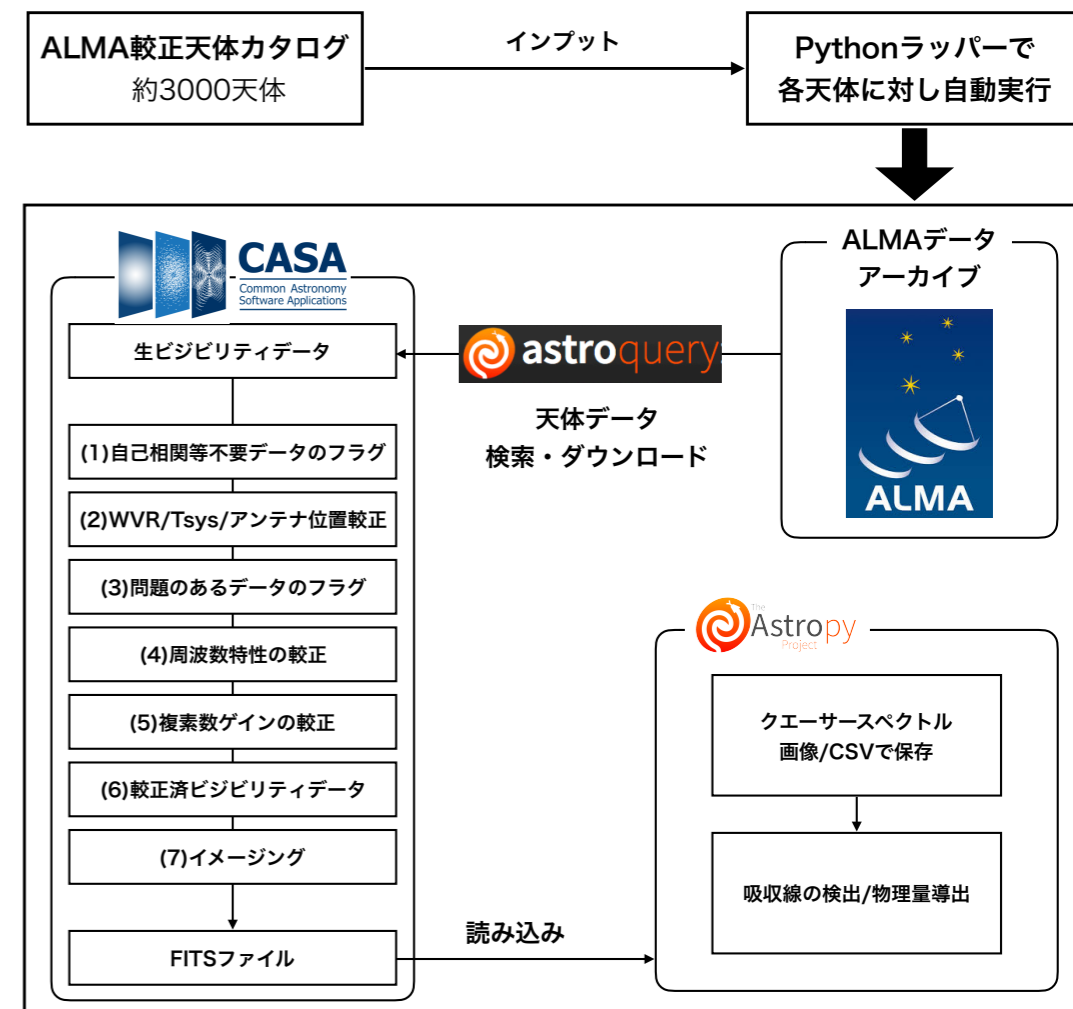 ALMA較正天体カタログ
約3000天体
インプット
Pythonラッパーで
各天体に対し自動実行
CASA
Common Astronomy
Software Applications
生ビジビリティデータ
(1)自己相関等不要データのフラグ
(2)WVR/Tsys/アンテナ位置較正
(3)問題のあるデータのフラグ
(4)周波数特性の較正
(5)複素数ゲインの較正
(6)較正済ビジビリティデータ
(7)イメージング
FITSファイル
astroquery
天体データ
検索・ダウンロード
ALMAデータ
アーカイブ
ALMA
読み込み
The
Astropy
Project
クエーサースペクトル
画像/CSVで保存
吸収線の検出/物理量導出